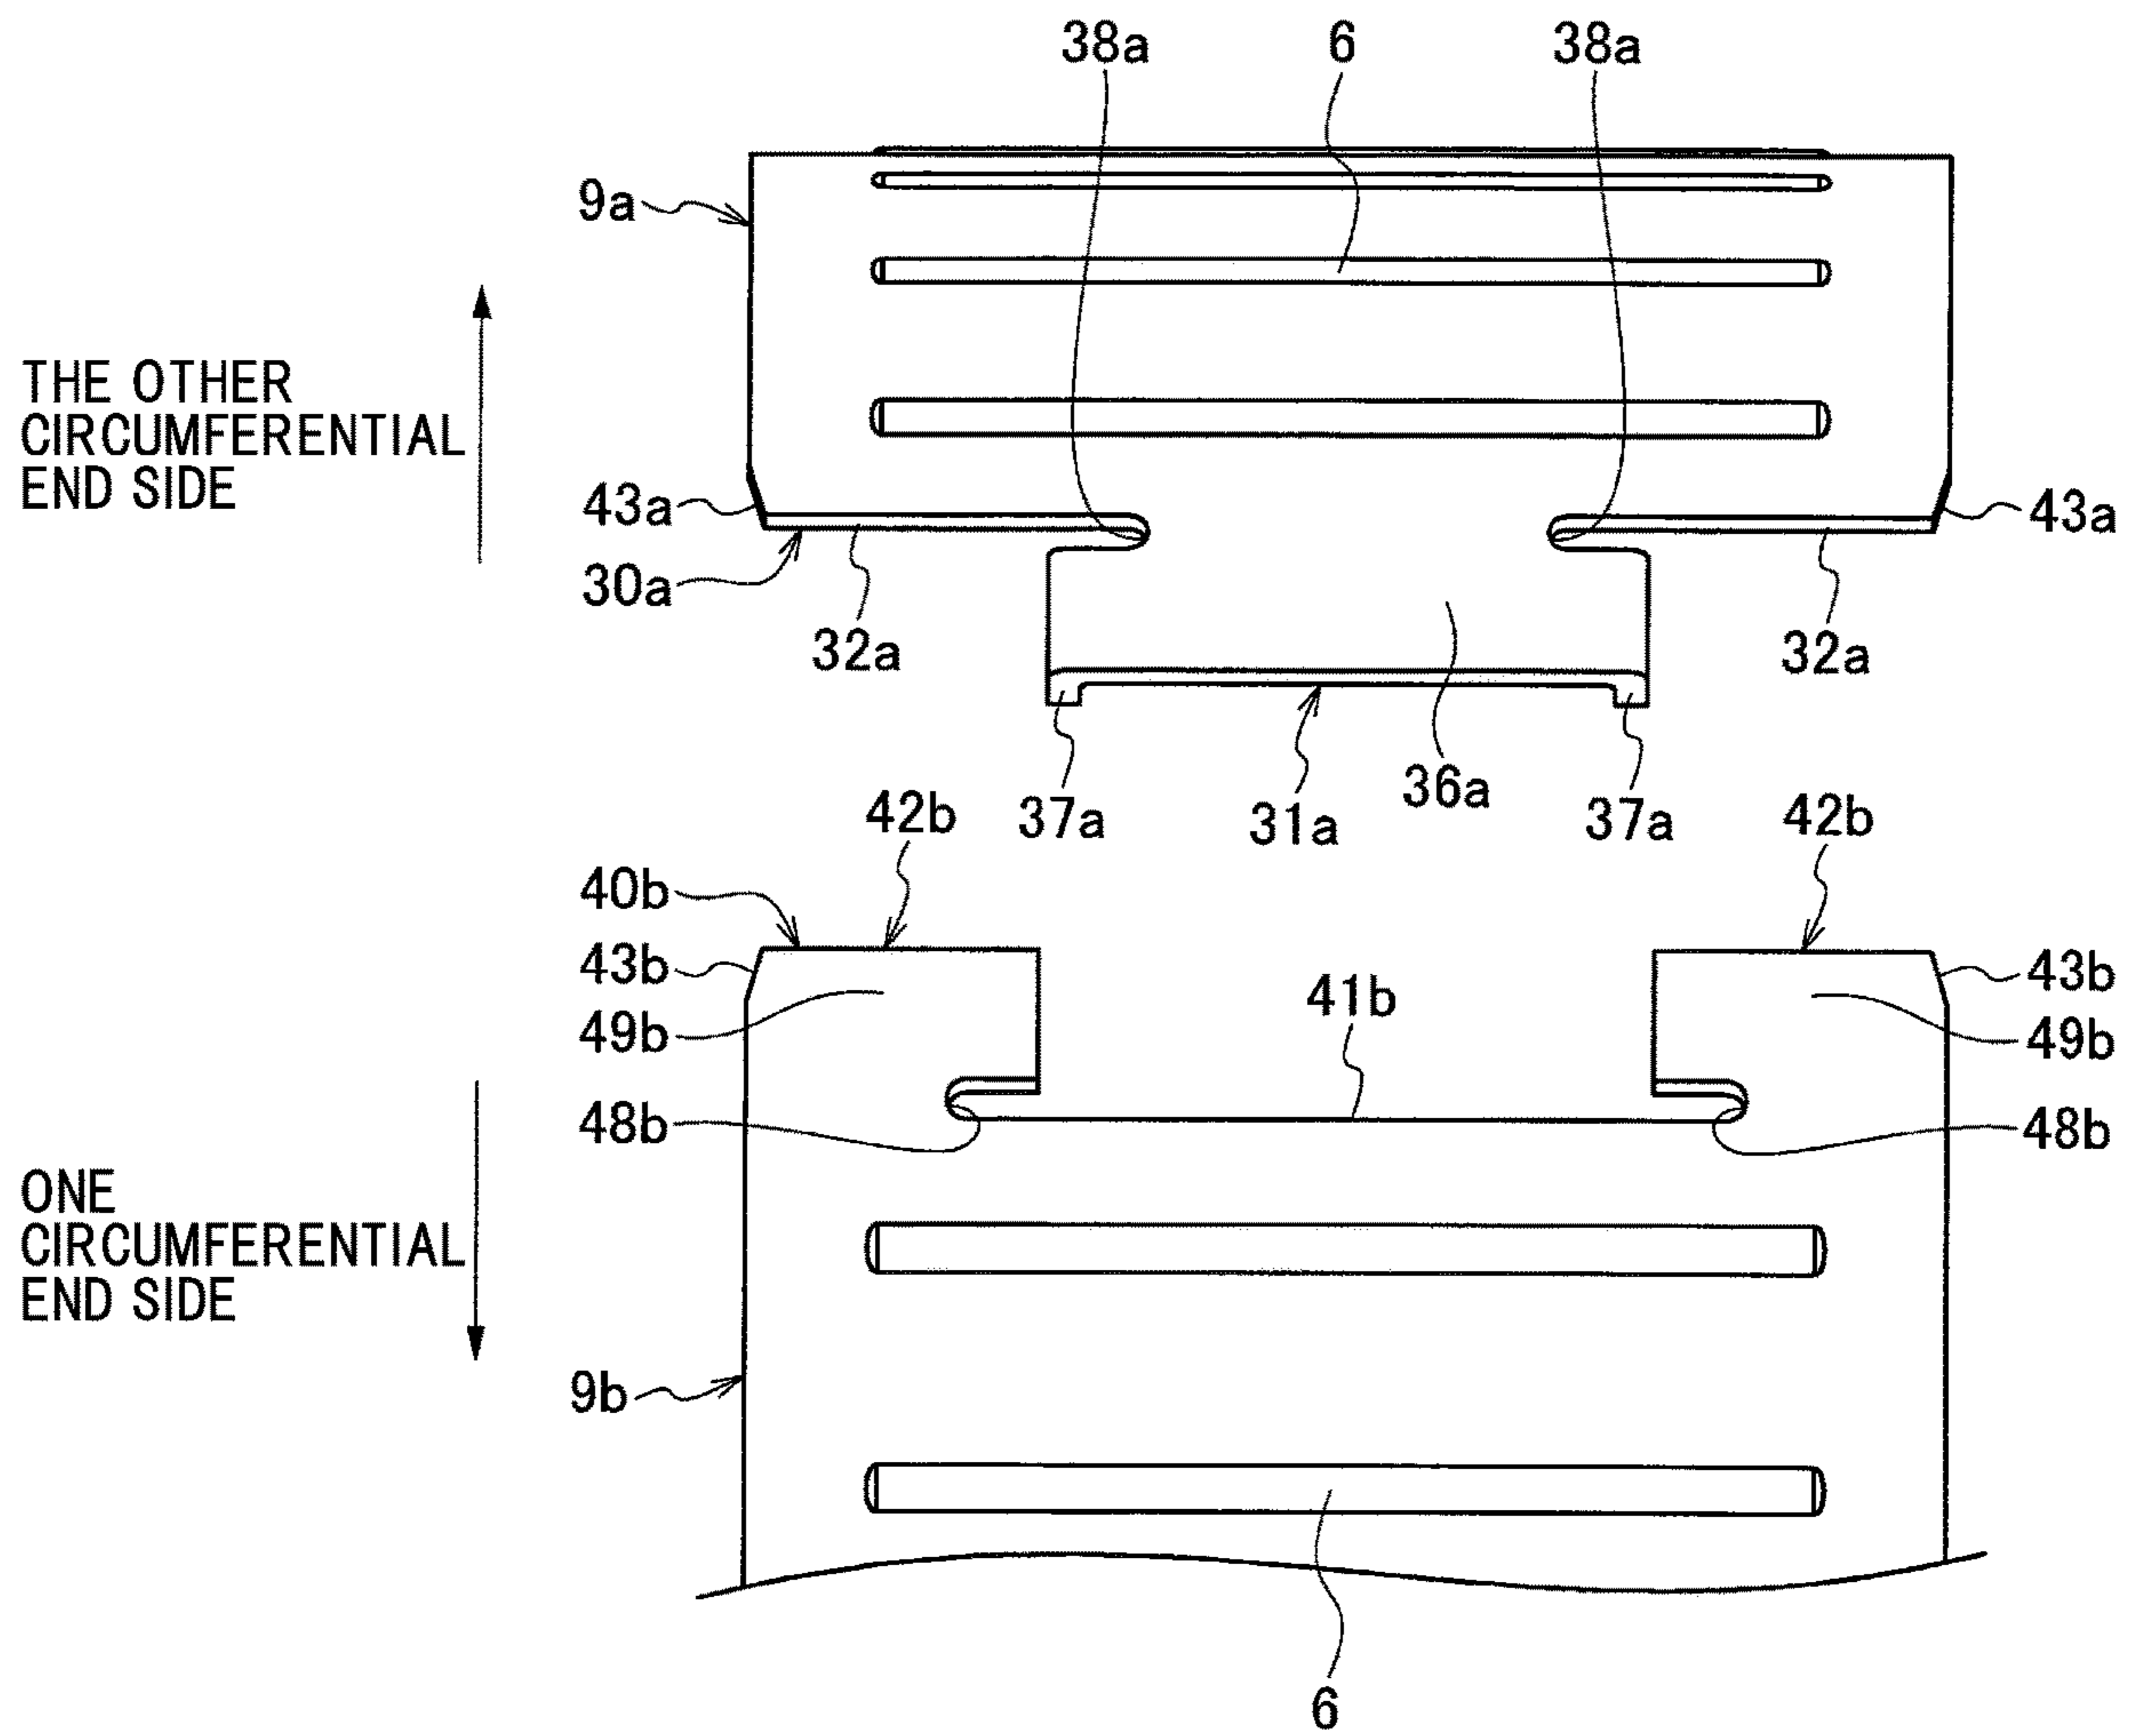 38a 6 38a
9a
THE OTHER
CIRCUMFERENTIAL
END SIDE
43a 43a
30a
32a 32a
36a
37a 31a 37a
42b 42b
40b
43b 43b
41b
49b 49b
48b 48b
ONE
CIRCUMFERENTIAL
END SIDE
9b
6